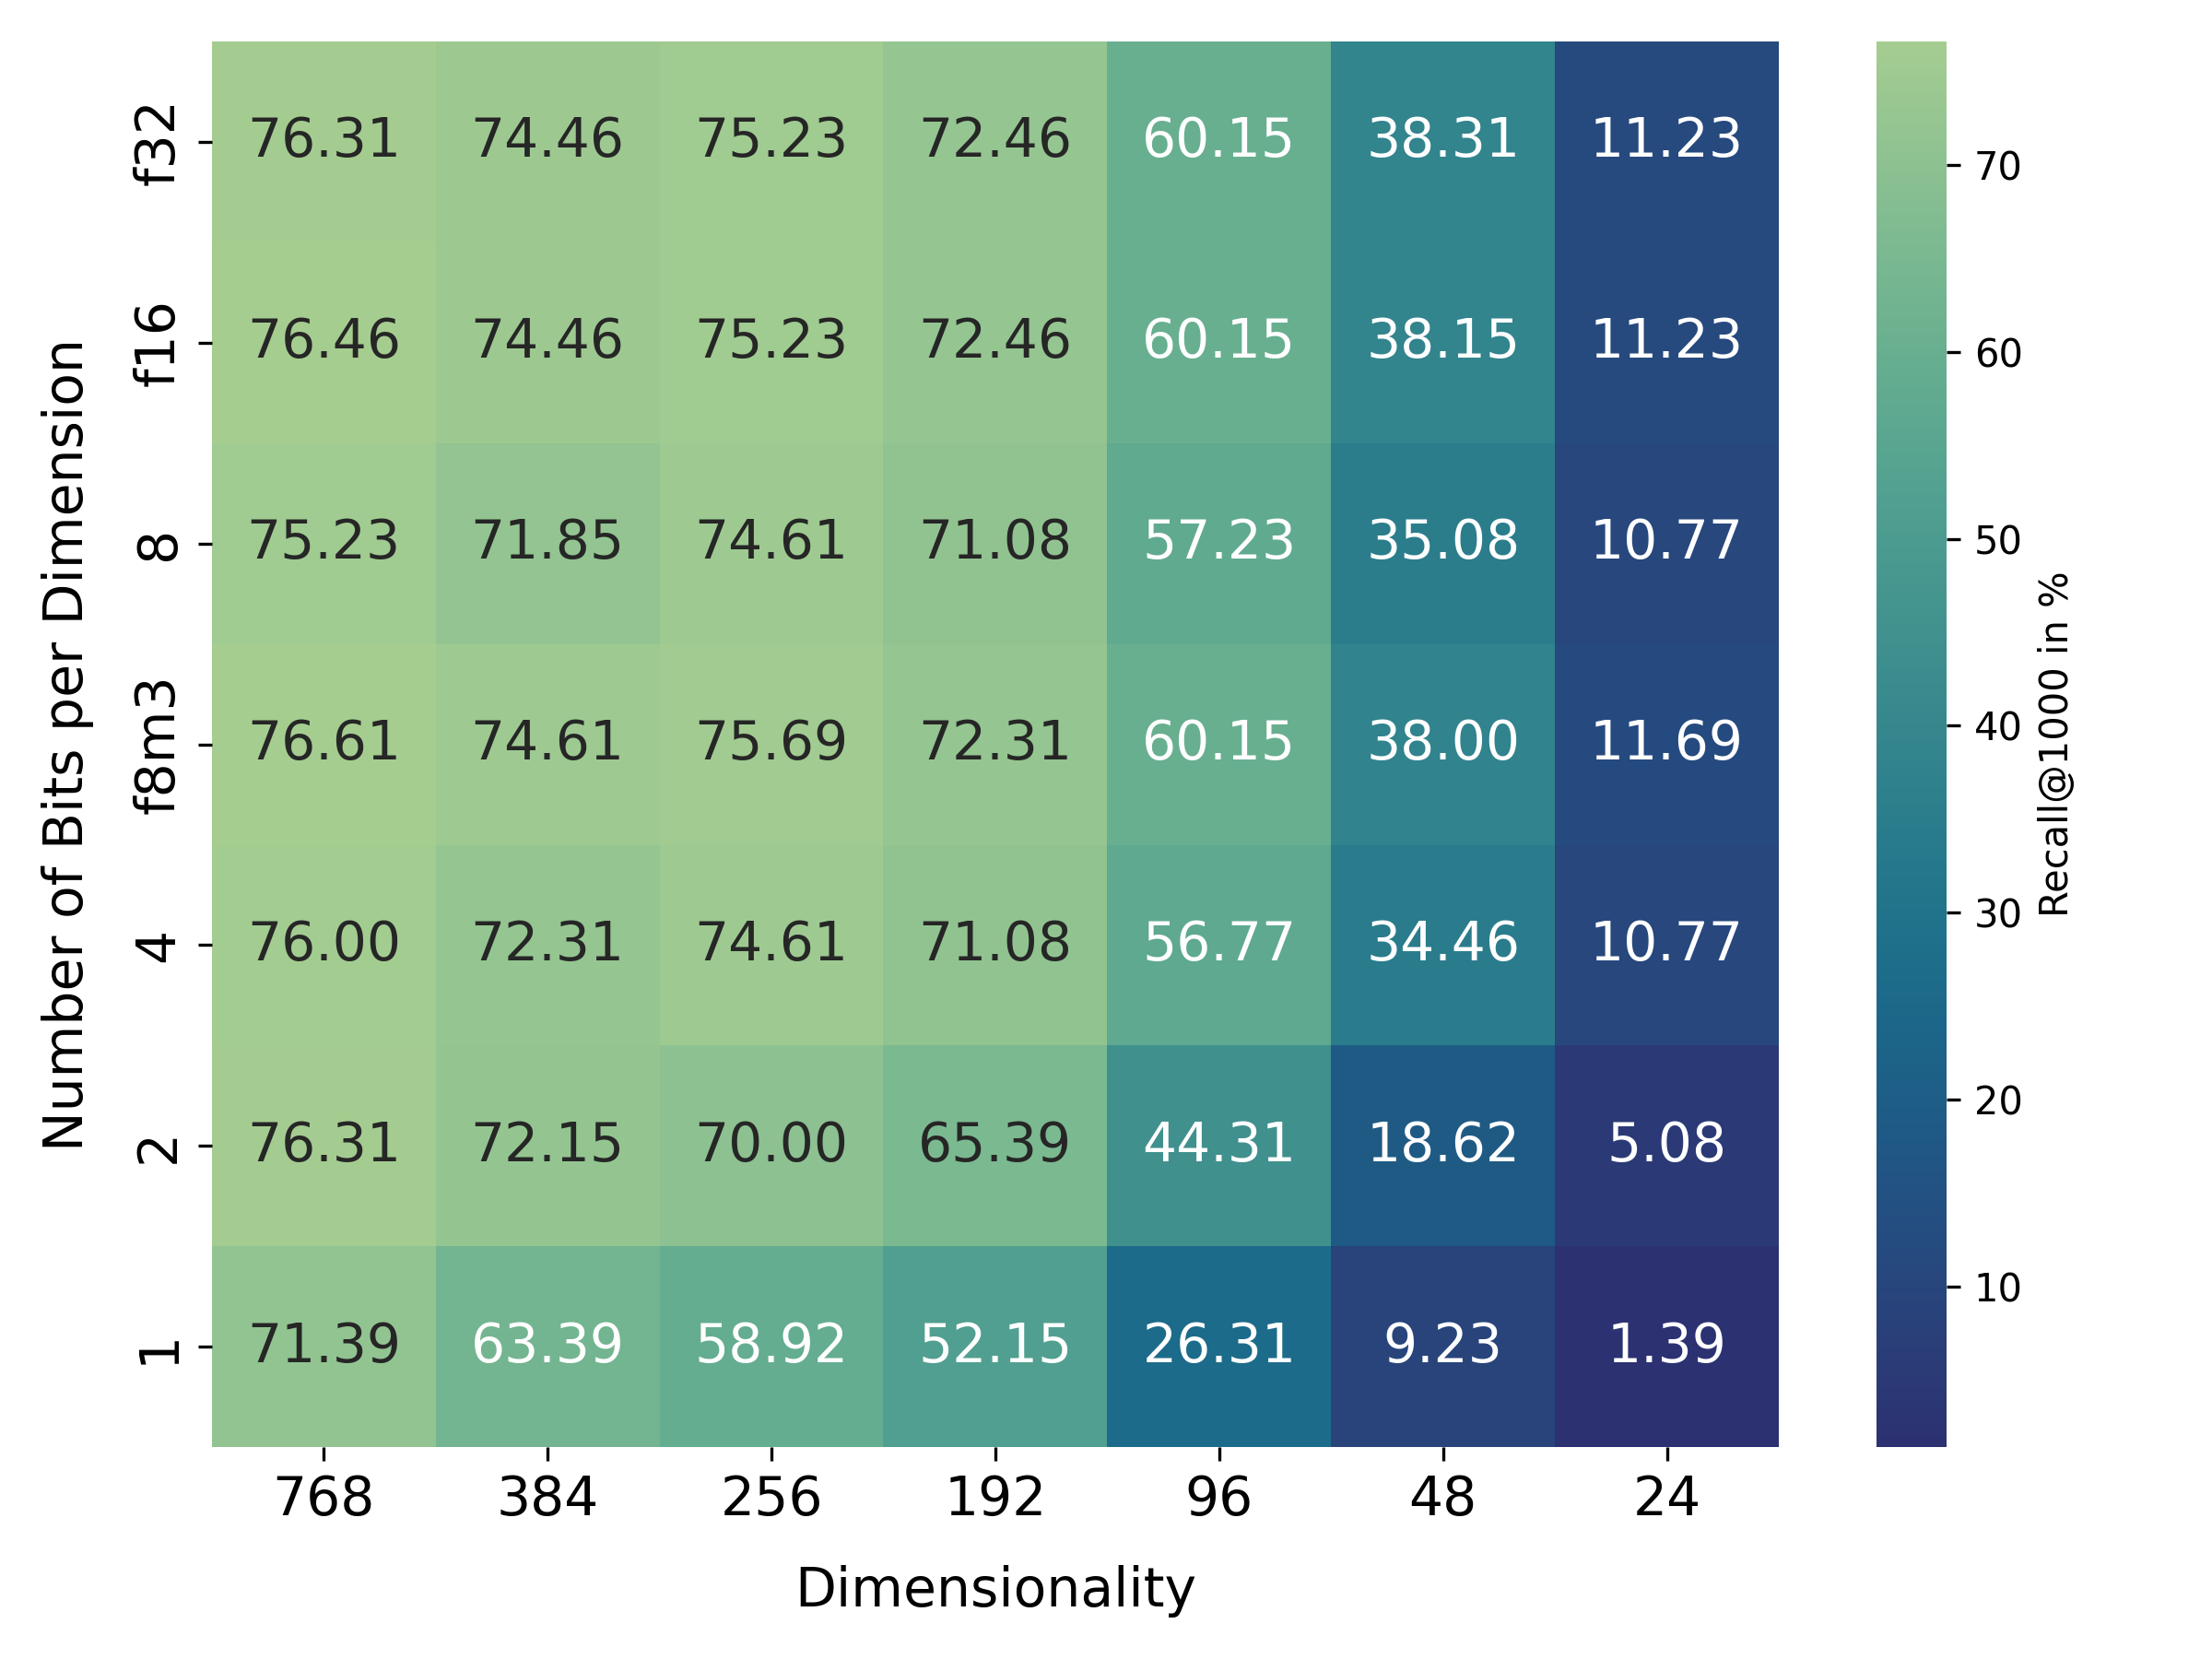 Number of Bits per Dimension
f32 76.31 74.46 75.23 72.46 60.15 38.31 11.23
f16 76.46 74.46 75.23 72.46 60.15 38.15 11.23
8 75.23 71.85 74.61 71.08 57.23 35.08 10.77
f8m3 76.61 74.61 75.69 72.31 60.15 38.00 11.69
4 76.00 72.31 74.61 71.08 56.77 34.46 10.77
2 76.31 72.15 70.00 65.39 44.31 18.62 5.08
1 71.39 63.39 58.92 52.15 26.31 9.23 1.39
768 384 256 192 96 48 24
Dimensionality
70
60
50
40
30
20
10
Recall@1000 in %